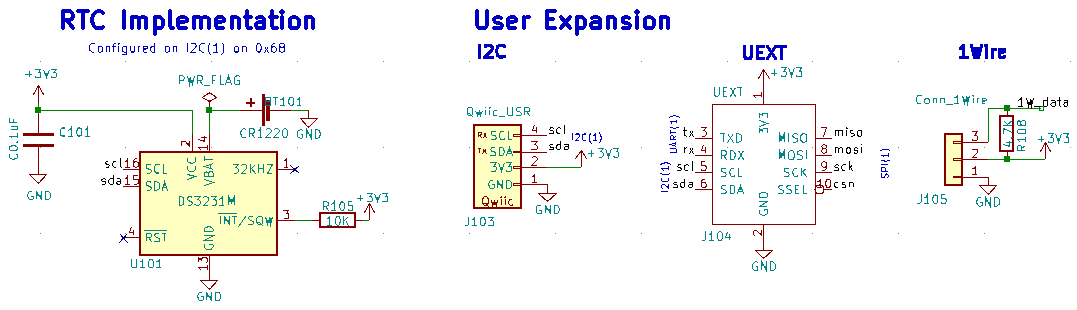 RTC Implementation
Configured on I2C(1) on 0x68
+3V3
PWR_FLAG
BT101
CR1220
GND
C101
C0.1uF
GND
2
14
VCC
VBAT
scl
16
SCL
sda
15
SDA
32KHZ
1
DS3231M
INT/SQW
3
R105
10K
+3V3
4
RST
GND
U101
13
GND
User Expansion
I2C
Qwiic_USR
RX SCL
4
scl
TX SDA
3
sda
I2C(1)
3V3
2
+3V3
GND
1
Qwiic
GND
J103
UEXT
+3V3
UEXT
1
3V3
UART(1)
I2C(1)
tx
3
TXD
rx
4
RDX
scl
5
SCL
sda
6
SDA
MISO
7
miso
MOSI
8
mosi
SCK
9
sck
SSEL
10
csn
SPI(1)
GND
J104
2
GND
1Wire
Conn_1Wire
1W_data
3
2
1
4.7K
R108
+3V3
J105
GND